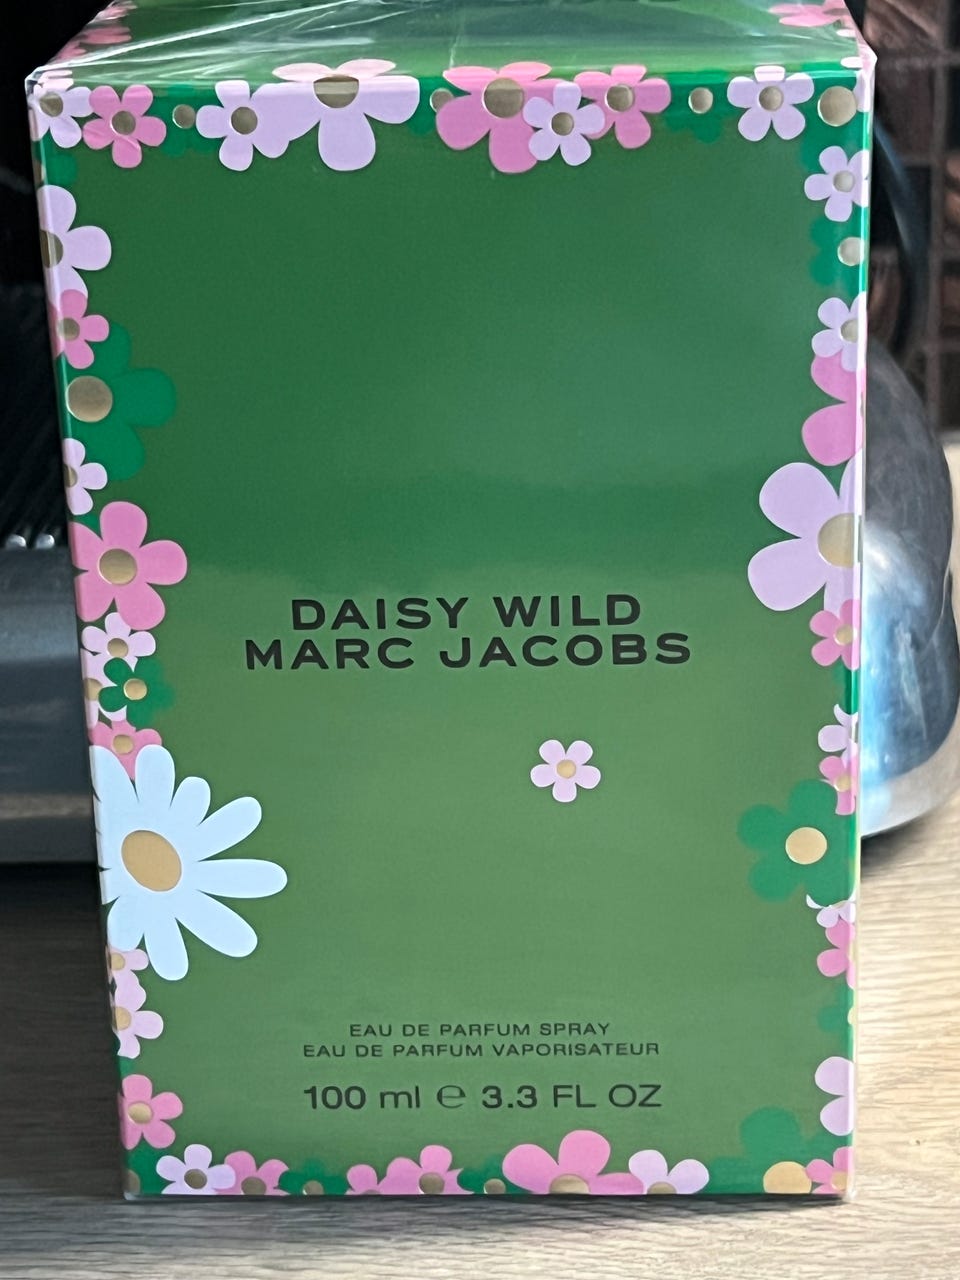 DAISY WILD
MARC JACOBS
EAU DE PARFUM SPRAY
EAU DE PARFUM VAPORISATEUR
100 ml ℮ 3.3 FL OZ